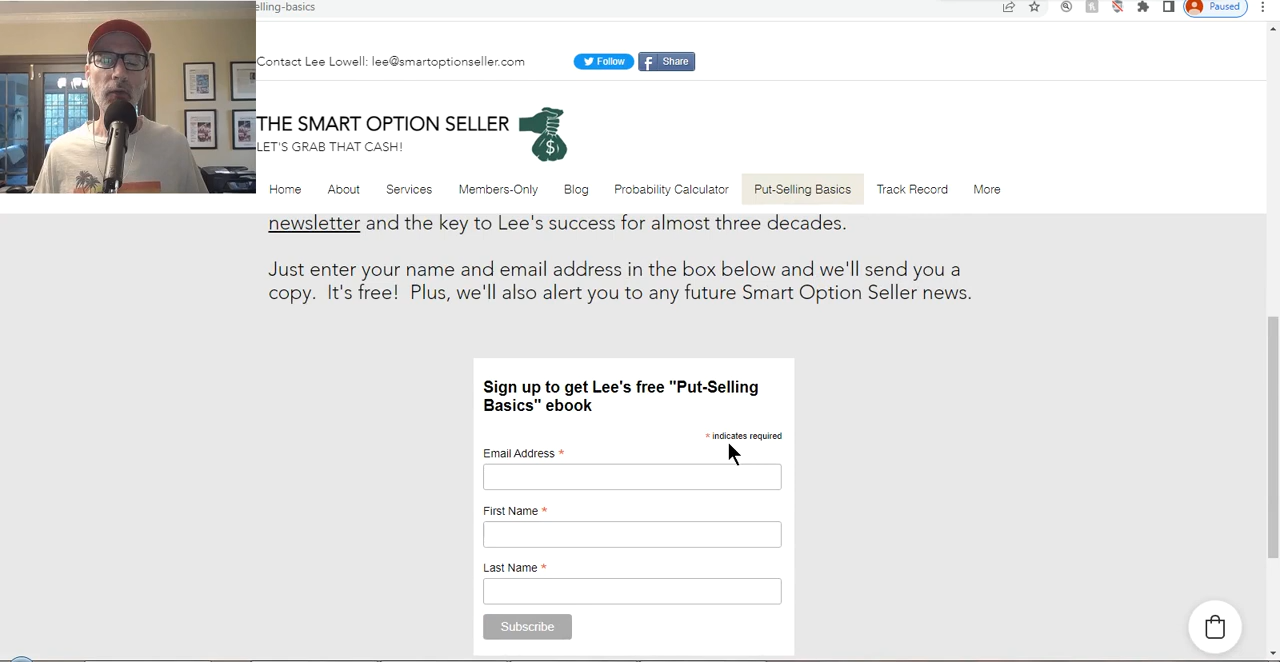 elling-basics
Paused
Contact Lee Lowell: lee@smartoptionseller.com
Follow
Share
THE SMART OPTION SELLER
LET'S GRAB THAT CASH!
$
Home About Services Members-Only Blog Probability Calculator Put-Selling Basics Track Record More
newsletter and the key to Lee's success for almost three decades.
Just enter your name and email address in the box below and we'll send you a
copy. It's free! Plus, we'll also alert you to any future Smart Option Seller news.
Sign up to get Lee's free "Put-Selling
Basics" ebook
* indicates required
Email Address *
First Name *
Last Name *
Subscribe